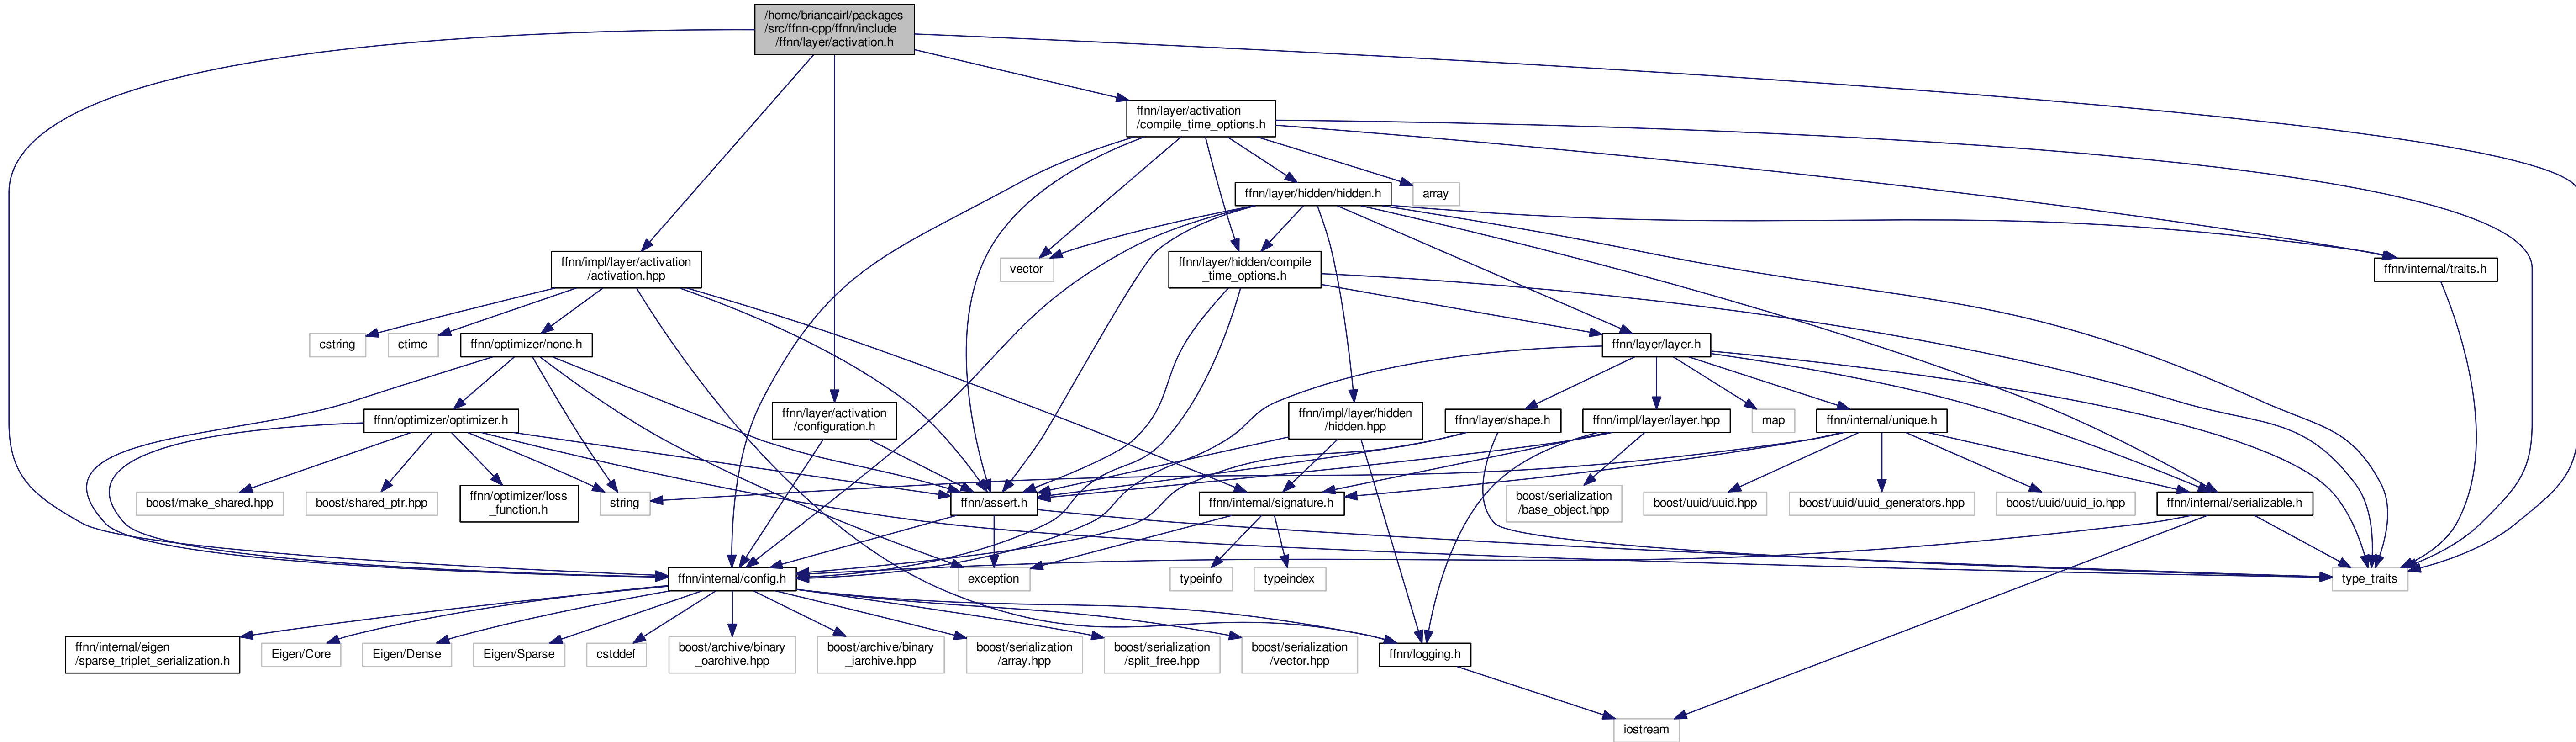 /home/briancairl/packages
/src/ffnn-cpp/ffnn/include
/ffnn/layer/activation.h
ffnn/layer/activation
/compile_time_options.h
ffnn/layer/hidden/hidden.h
array
ffnn/impl/layer/activation
/activation.hpp
vector
ffnn/layer/hidden/compile
_time_options.h
ffnn/internal/traits.h
cstring
ctime
ffnn/optimizer/none.h
ffnn/layer/layer.h
ffnn/optimizer/optimizer.h
ffnn/layer/activation
/configuration.h
ffnn/impl/layer/hidden
/hidden.hpp
ffnn/layer/shape.h
ffnn/impl/layer/layer.hpp
map
ffnn/internal/unique.h
boost/make_shared.hpp
boost/shared_ptr.hpp
ffnn/optimizer/loss
_function.h
string
ffnn/assert.h
ffnn/internal/signature.h
boost/serialization
/base_object.hpp
boost/uuid/uuid.hpp
boost/uuid/uuid_generators.hpp
boost/uuid/uuid_io.hpp
ffnn/internal/serializable.h
ffnn/internal/config.h
exception
typeinfo
typeindex
type_traits
ffnn/internal/eigen
/sparse_triplet_serialization.h
Eigen/Core
Eigen/Dense
Eigen/Sparse
cstddef
boost/archive/binary
_oarchive.hpp
boost/archive/binary
_iarchive.hpp
boost/serialization
/array.hpp
boost/serialization
/split_free.hpp
boost/serialization
/vector.hpp
ffnn/logging.h
iostream